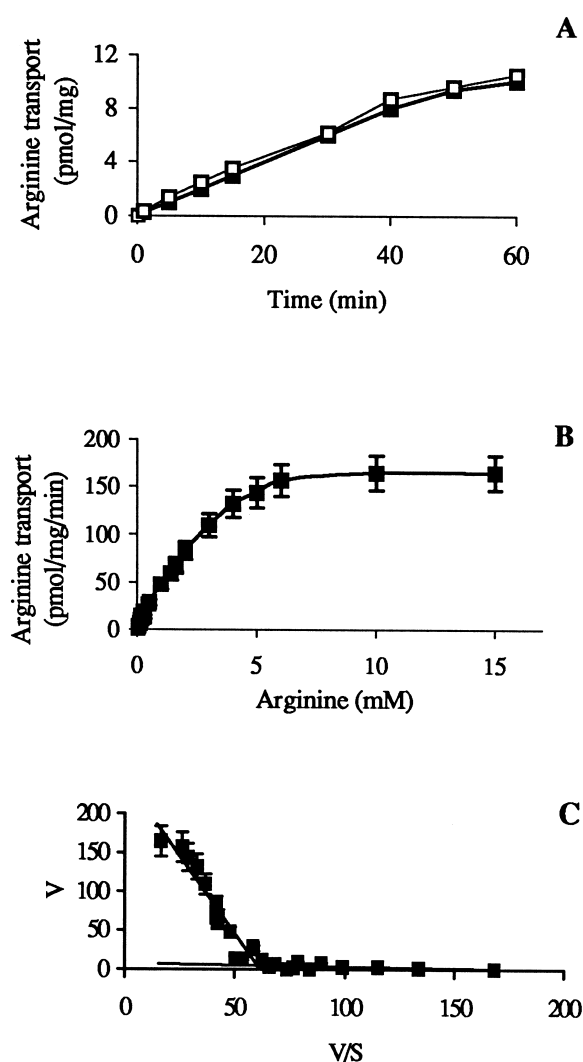 A
Arginine transport
(pmol/mg)
12
8
4
0
0 20 40 60
Time (min)
B
Arginine transport
(pmol/mg/min)
200
150
100
50
0
0 5 10 15
Arginine (mM)
C
V
200
150
100
50
0
0 50 100 150 200
V/S